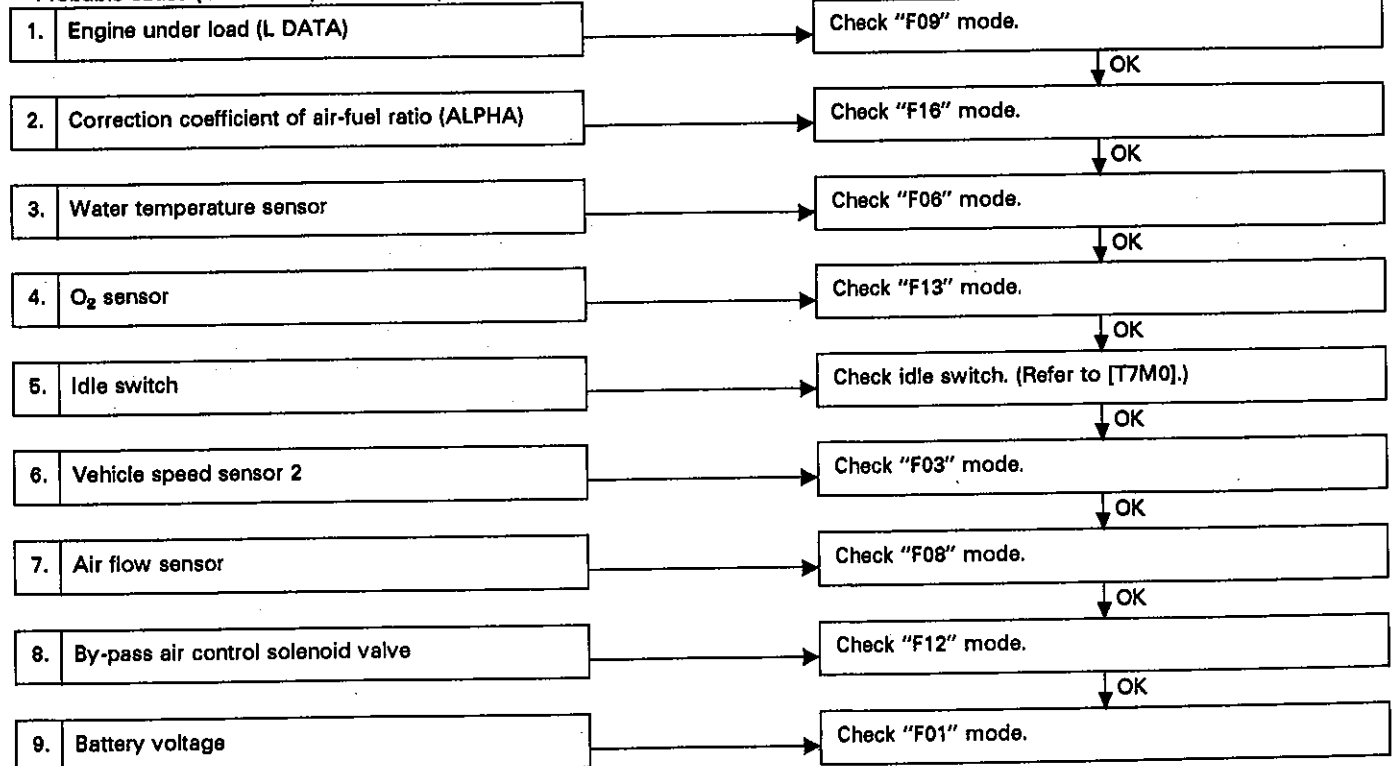 1. Engine under load (L DATA)
Check "F09" mode.
OK
2. Correction coefficient of air-fuel ratio (ALPHA)
Check "F16" mode.
OK
3. Water temperature sensor
Check "F06" mode.
OK
4. O₂ sensor
Check "F13" mode.
OK
5. Idle switch
Check idle switch. (Refer to [T7M0].)
OK
6. Vehicle speed sensor 2
Check "F03" mode.
OK
7. Air flow sensor
Check "F08" mode.
OK
8. By-pass air control solenoid valve
Check "F12" mode.
OK
9. Battery voltage
Check "F01" mode.